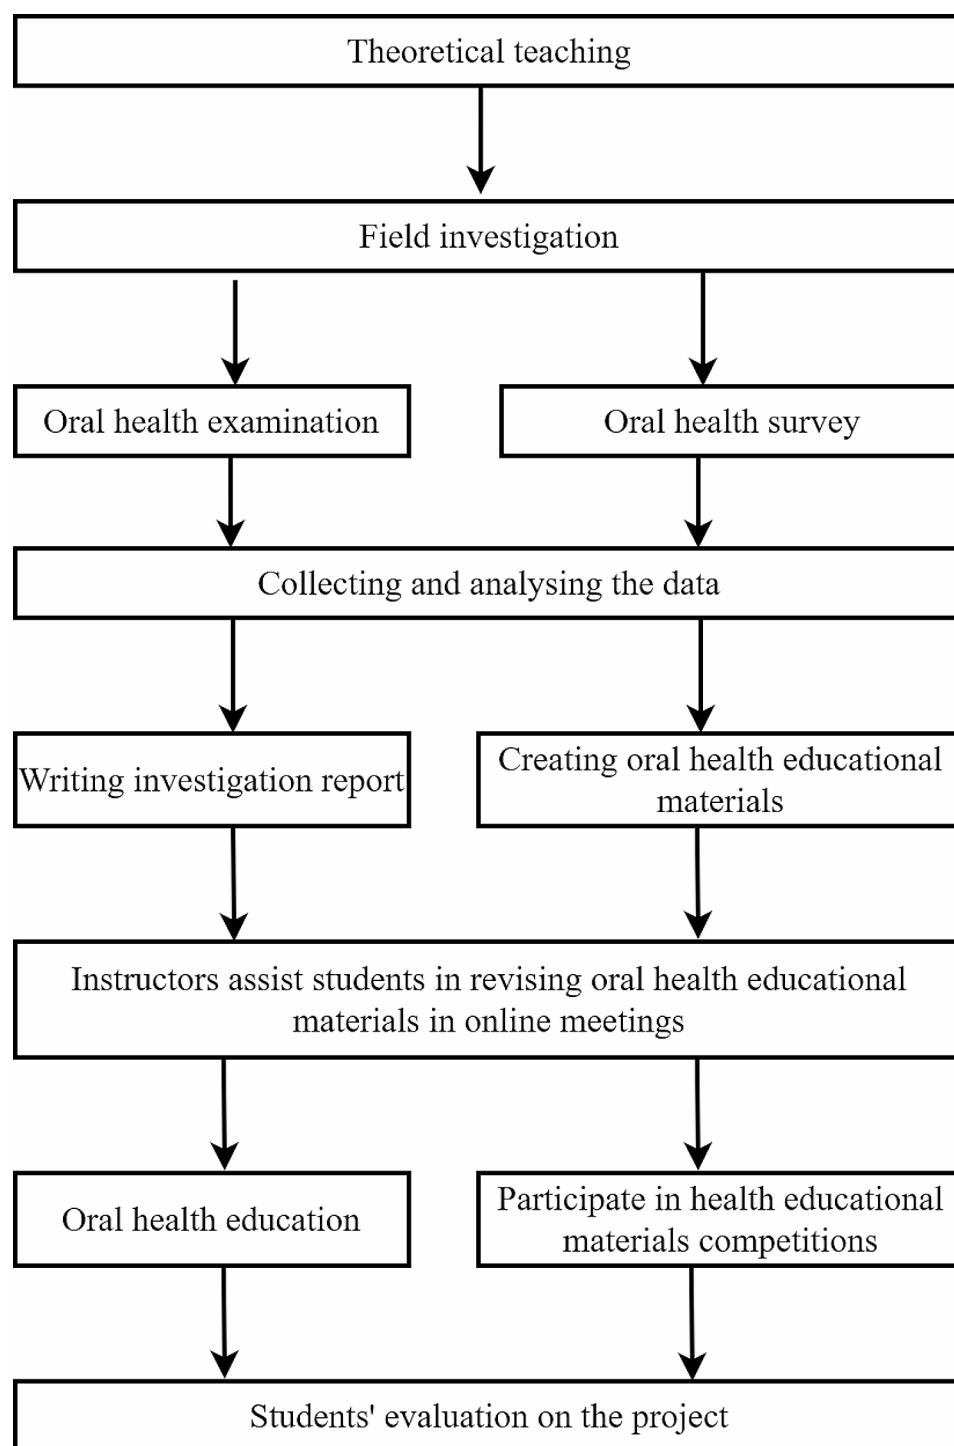 Theoretical teaching
Field investigation
Oral health examination
Oral health survey
Collecting and analysing the data
Writing investigation report
Creating oral health educational
materials
Instructors assist students in revising oral health educational
materials in online meetings
Oral health education
Participate in health educational
materials competitions
Students' evaluation on the project